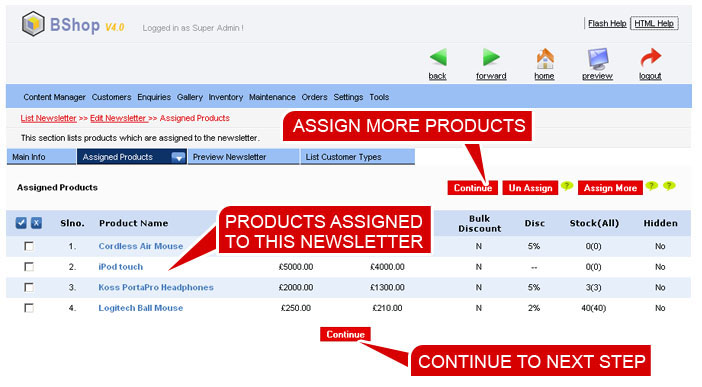 BShop V4.0 Logged in as Super Admin !
Flash Help HTML Help
back forward home preview logout
Content Manager Customers Enquiries Gallery Inventory Maintenance Orders Settings Tools
List Newsletter >> Edit Newsletter >> Assigned Products
This section lists products which are assigned to the newsletter.
ASSIGN MORE PRODUCTS
Main Info Assigned Products Preview Newsletter List Customer Types
Assigned Products Continue Un Assign ? Assign More ? ?
Slno. Product Name Bulk Discount Disc Stock(All) Hidden
PRODUCTS ASSIGNED
TO THIS NEWSLETTER
1. Cordless Air Mouse N 5% 0(0) No
2. iPod touch £5000.00 £4000.00 N -- 0(0) No
3. Koss PortaPro Headphones £2000.00 £1300.00 N 5% 3(3) No
4. Logitech Ball Mouse £250.00 £210.00 N 2% 40(40) No
Continue
CONTINUE TO NEXT STEP